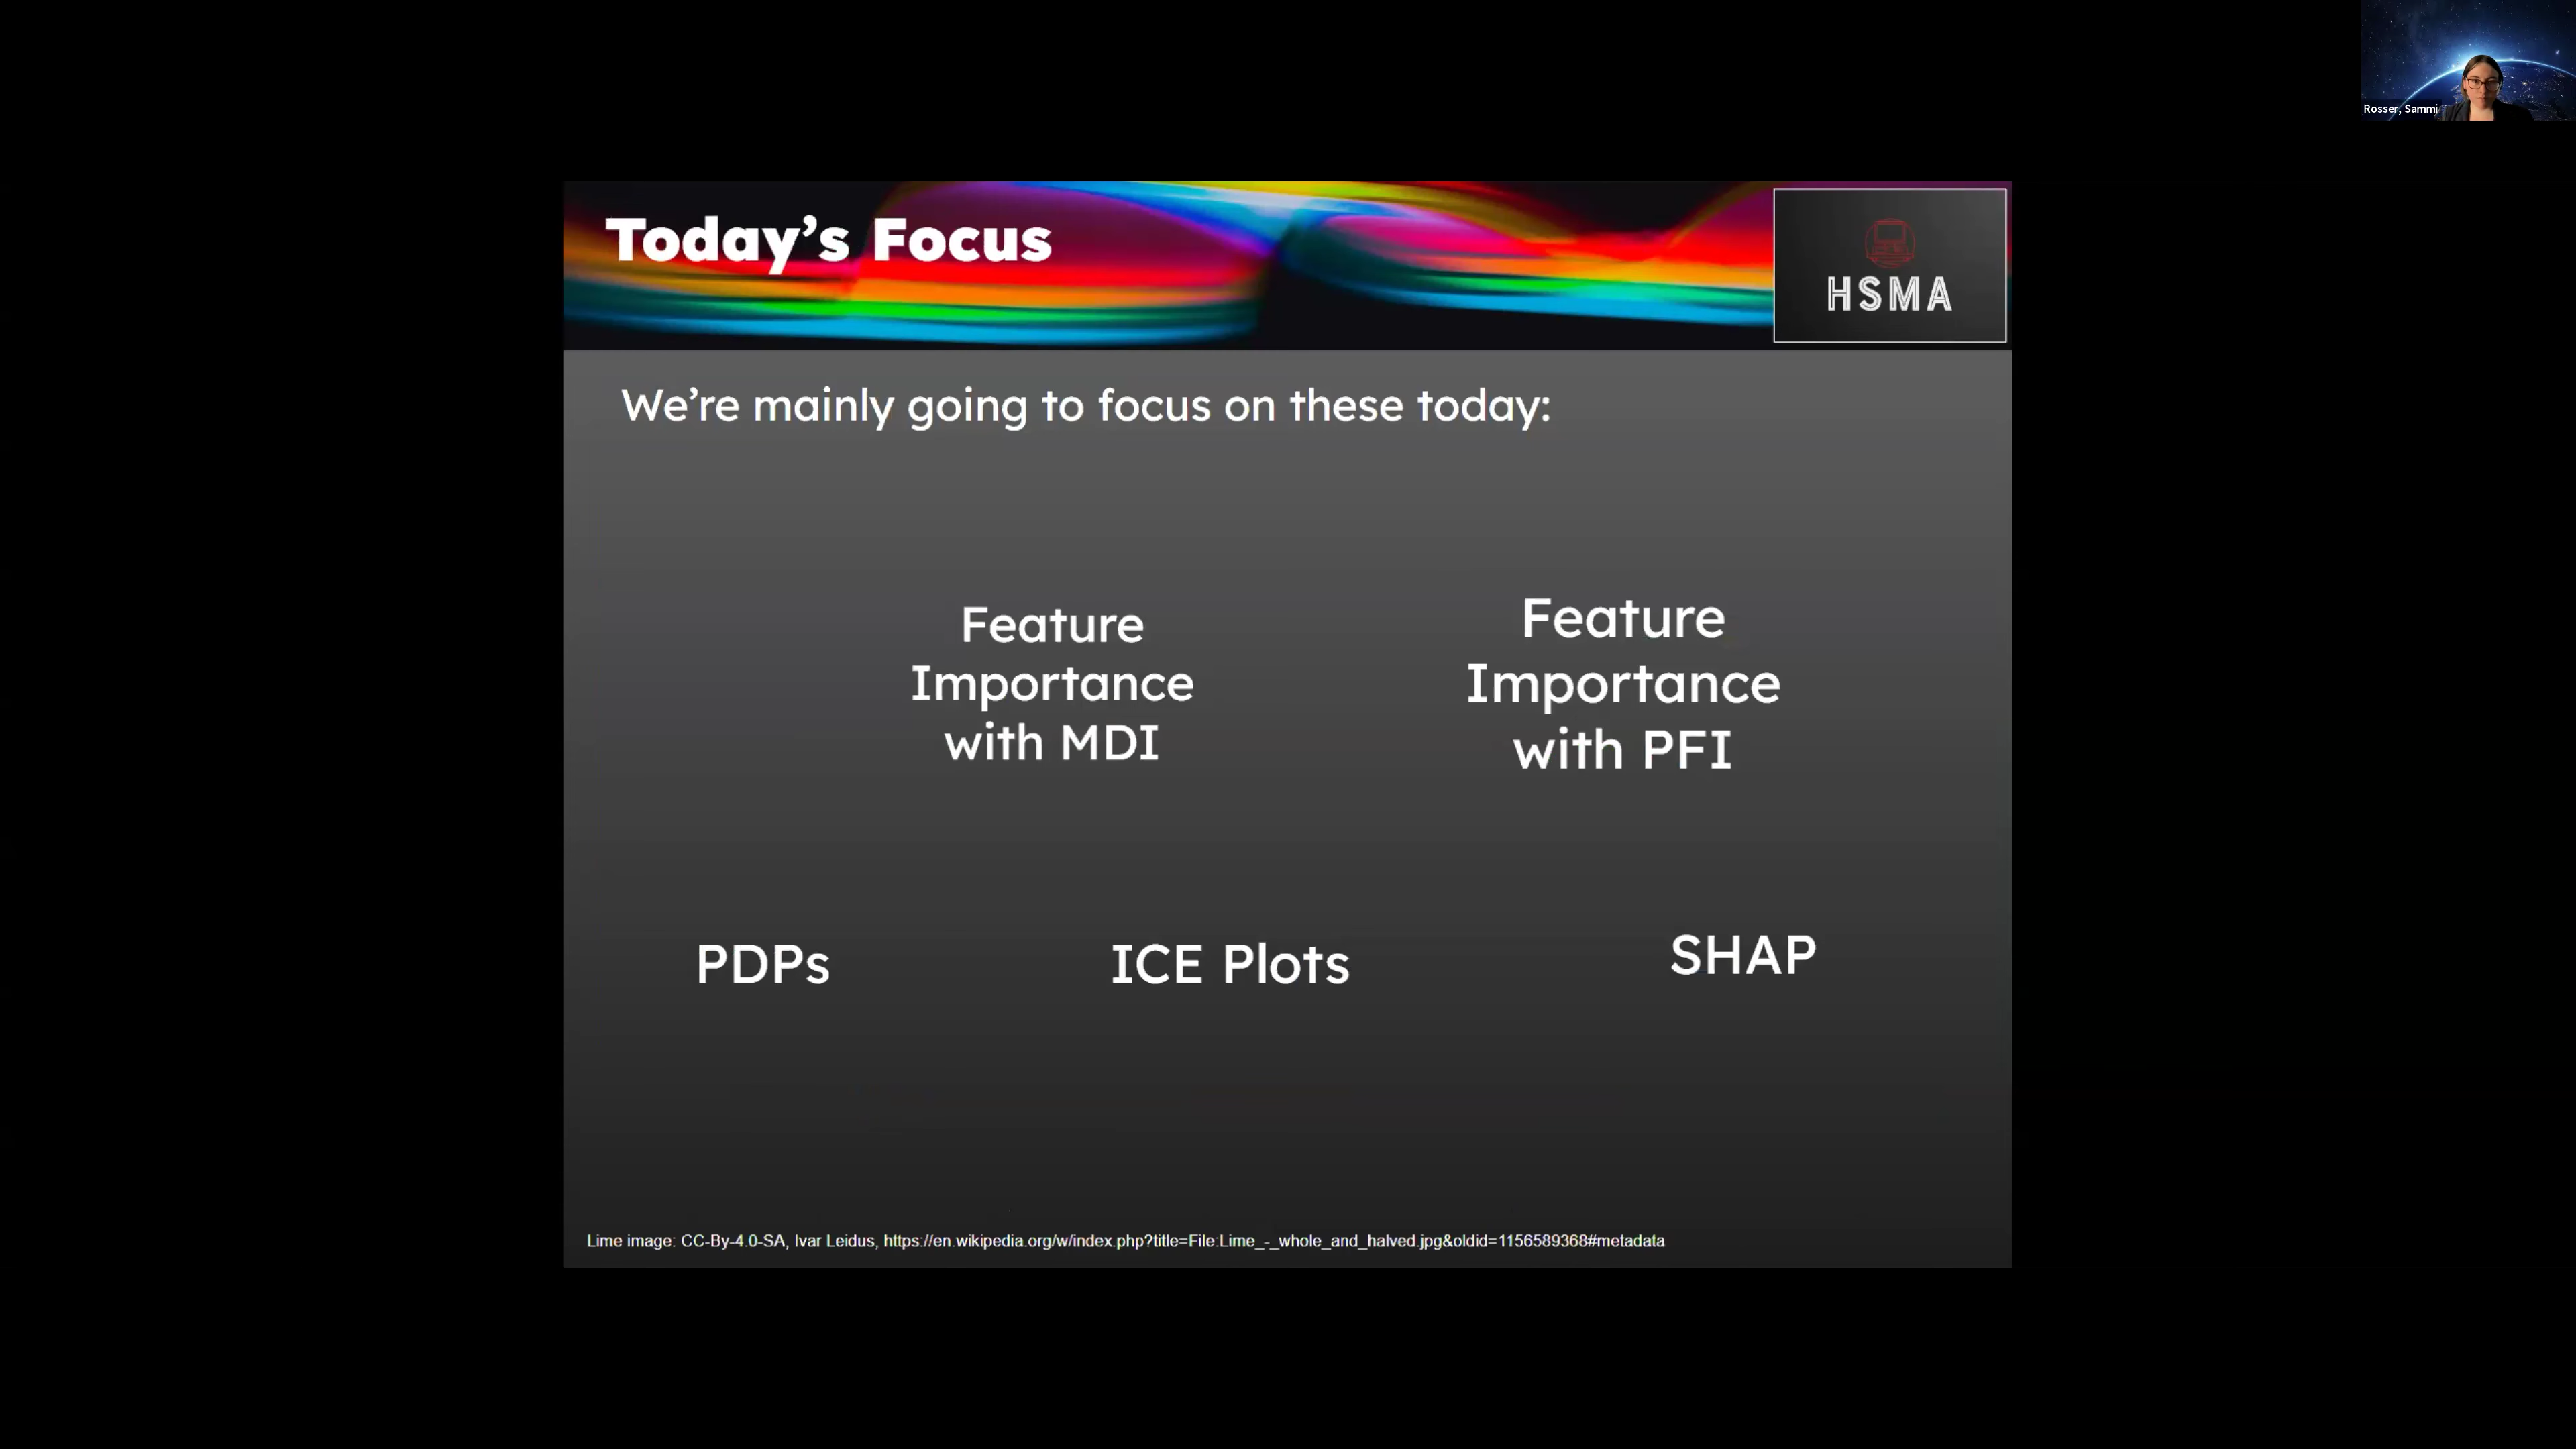 Rosser, Sammi
Today's Focus
HSMA
We're mainly going to focus on these today:
Feature
Importance
with MDI
Feature
Importance
with PFI
PDPs
ICE Plots
SHAP
Lime image: CC-By-4.0-SA, Ivar Leidus, https://en.wikipedia.org/w/index.php?title=File:Lime_-_whole_and_halved.jpg&oldid=1156589368#metadata